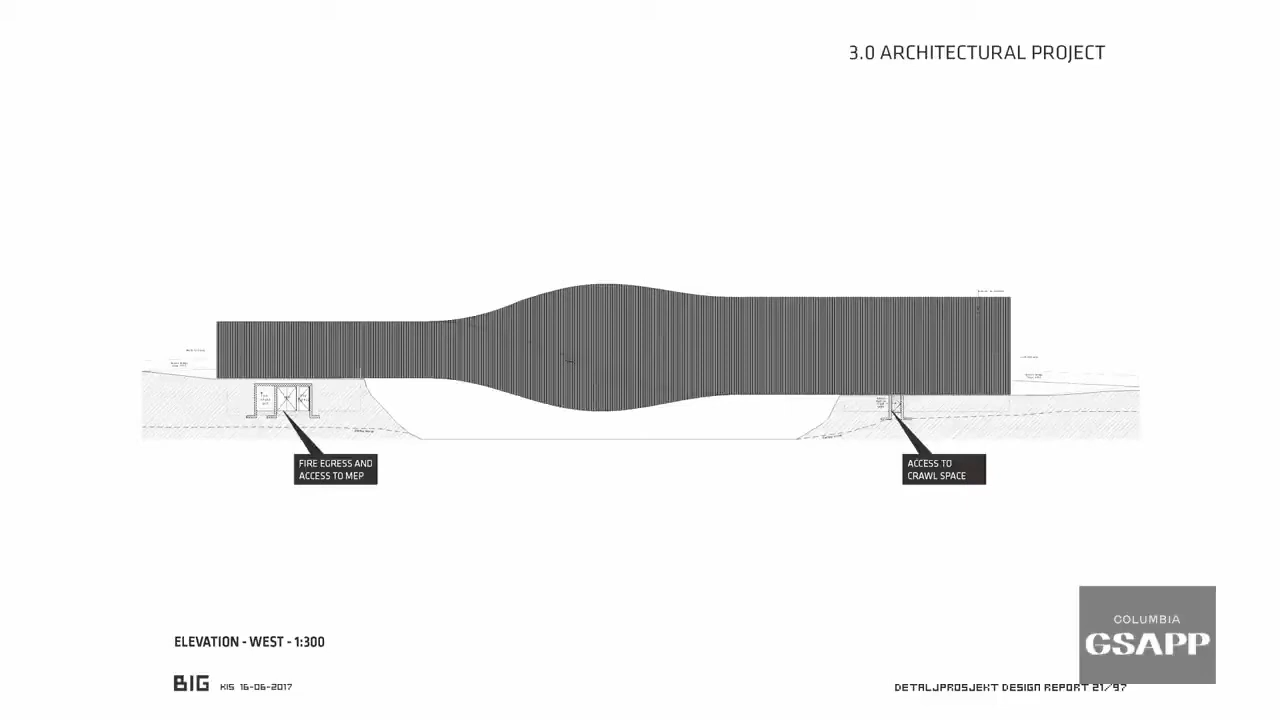 3.0 ARCHITECTURAL PROJECT
FIRE EGRESS AND
ACCESS TO MEP
ACCESS TO
CRAWL SPACE
ELEVATION - WEST - 1:300
BIG KIS 16-06-2017
COLUMBIA
GSAPP
DETALJPROSJEKT DESIGN REPORT 21/97